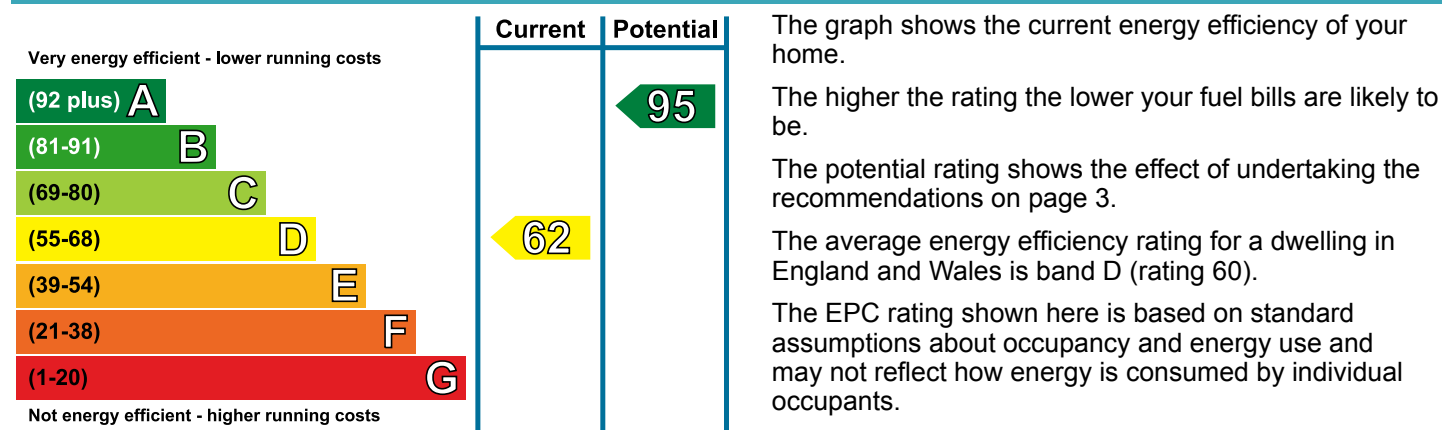 Current Potential
Very energy efficient - lower running costs
(92 plus) A
95
(81-91) B
(69-80) C
(55-68) D
62
(39-54) E
(21-38) F
(1-20) G
Not energy efficient - higher running costs
The graph shows the current energy efficiency of your
home.
The higher the rating the lower your fuel bills are likely to
be.
The potential rating shows the effect of undertaking the
recommendations on page 3.
The average energy efficiency rating for a dwelling in
England and Wales is band D (rating 60).
The EPC rating shown here is based on standard
assumptions about occupancy and energy use and
may not reflect how energy is consumed by individual
occupants.